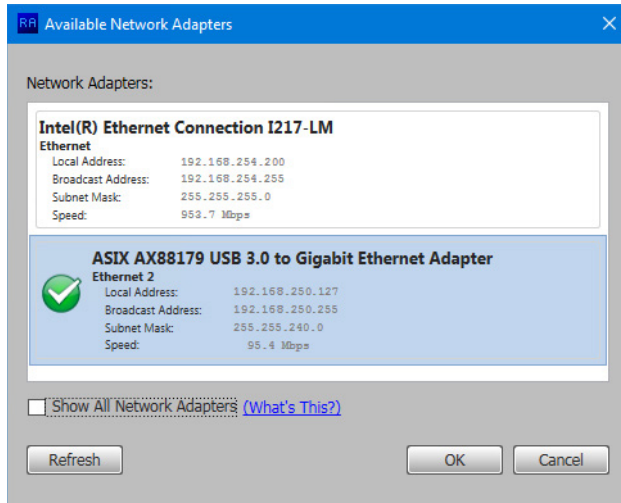 RA Available Network Adapters
Network Adapters:
Intel(R) Ethernet Connection I217-LM
Ethernet
Local Address: 192.168.254.200
Broadcast Address: 192.168.254.255
Subnet Mask: 255.255.255.0
Speed: 953.7 Mbps
ASIX AX88179 USB 3.0 to Gigabit Ethernet Adapter
Ethernet 2
Local Address: 192.168.250.127
Broadcast Address: 192.168.250.255
Subnet Mask: 255.255.240.0
Speed: 95.4 Mbps
Show All Network Adapters (What's This?)
Refresh OK Cancel